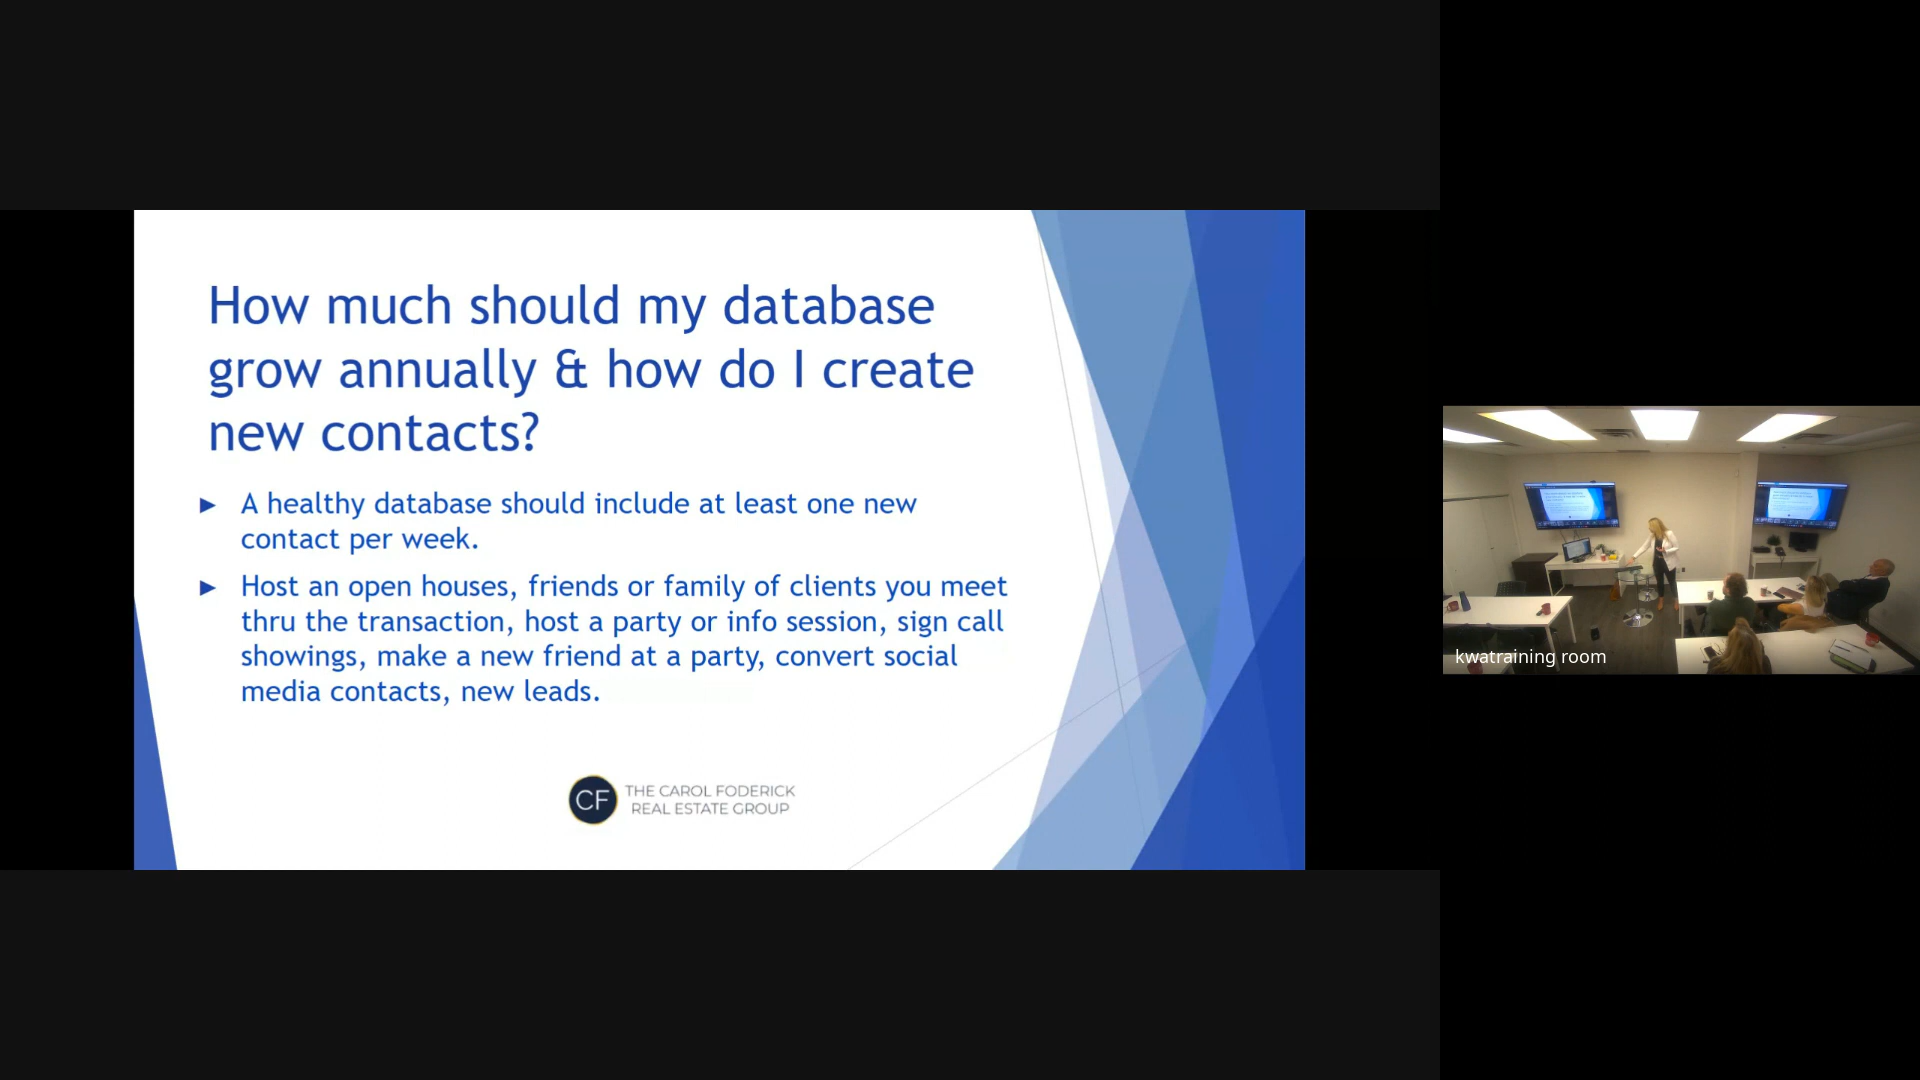 How much should my database
grow annually & how do I create
new contacts?
► A healthy database should include at least one new
contact per week.
► Host an open houses, friends or family of clients you meet
thru the transaction, host a party or info session, sign call
showings, make a new friend at a party, convert social
media contacts, new leads.
CF
THE CAROL FODERICK
REAL ESTATE GROUP
kwatraining room